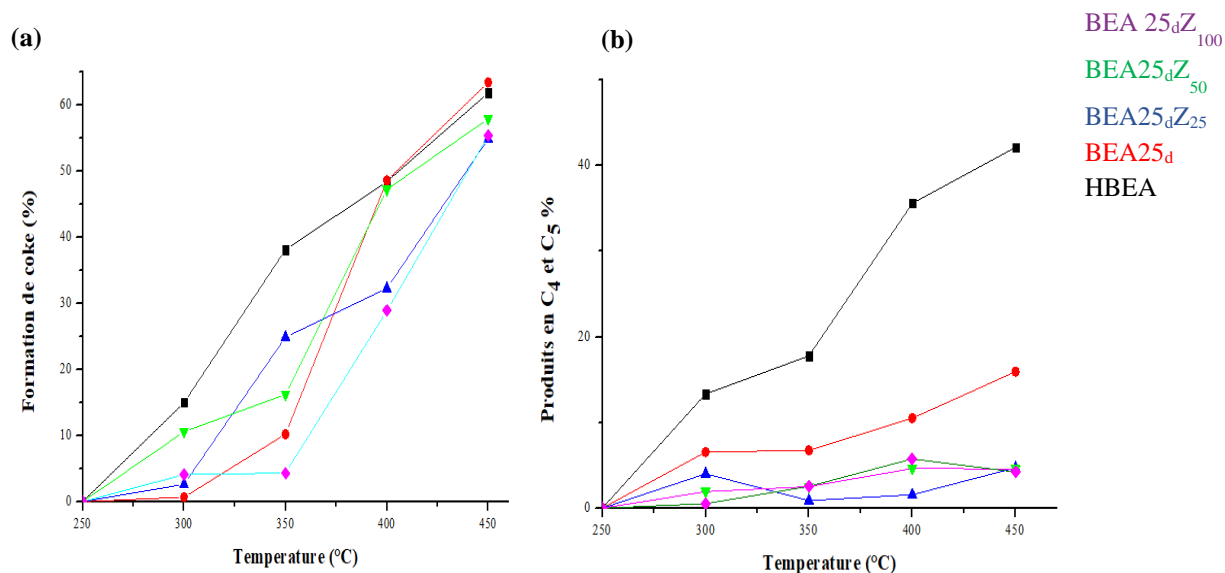 (a)
Formation de coke (%)
60
50
40
30
20
10
0
250 300 350 400 450
Temperature (°C)
(b)
Produits en C4 et C5 %
40
20
0
250 300 350 400 450
Temperature (°C)
BEA 25dZ100
BEA25dZ50
BEA25dZ25
BEA25d
HBEA